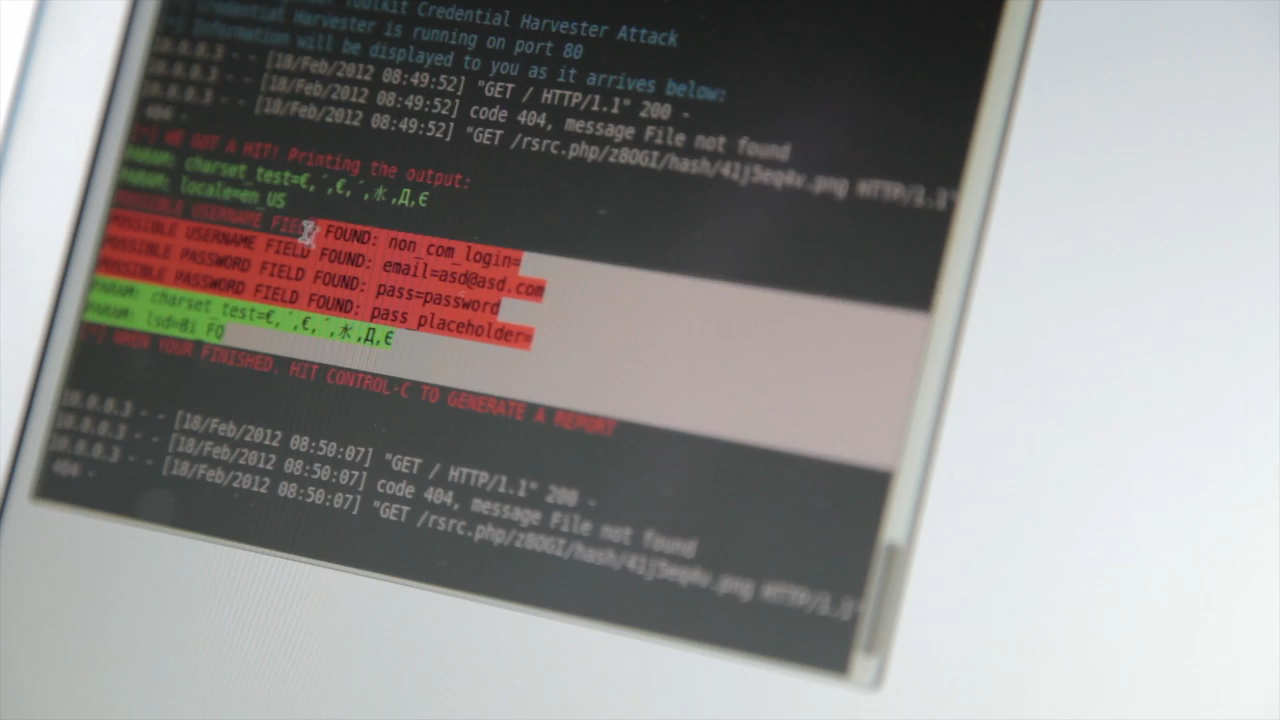 Toolkit Credential Harvester Attack
Credential Harvester is running on port 80
Information will be displayed to you as it arrives below:
10.0.0.3 - - [18/Feb/2012 08:49:52] "GET / HTTP/1.1" 200 -
10.0.0.3 - - [18/Feb/2012 08:49:52] code 404, message File not found
10.0.0.3 - - [18/Feb/2012 08:49:52] "GET /rsrc.php/z8OGI/hash/41j5eq4v.png HTTP/1.1"
404 -
[*] WE GOT A HIT! Printing the output:
PARAM: charset_test=€,´,€,´,水,Д,Є
PARAM: locale=en_US
POSSIBLE USERNAME FIELD FOUND: non_com_login=
POSSIBLE USERNAME FIELD FOUND: email=asd@asd.com
POSSIBLE PASSWORD FIELD FOUND: pass=password
POSSIBLE PASSWORD FIELD FOUND: pass_placeholder=
PARAM: charset_test=€,´,€,´,水,Д,Є
PARAM: lsd=Bi_FQ
[*] WHEN YOUR FINISHED. HIT CONTROL-C TO GENERATE A REPORT
10.0.0.3 - - [18/Feb/2012 08:50:07] "GET / HTTP/1.1" 200 -
10.0.0.3 - - [18/Feb/2012 08:50:07] code 404, message File not found
10.0.0.3 - - [18/Feb/2012 08:50:07] "GET /rsrc.php/z8OGI/hash/41j5eq4v.png HTTP/1.1"
404 -